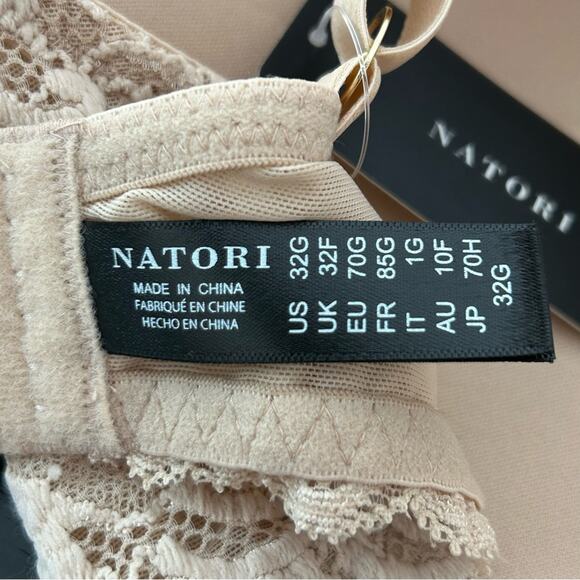 NATORI
NATORI
MADE IN CHINA
FABRIQUÉ EN CHINE
HECHO EN CHINA
US 32G
UK 32F
EU 70G
FR 85G
IT 1G
AU 10F
JP 70H
32G